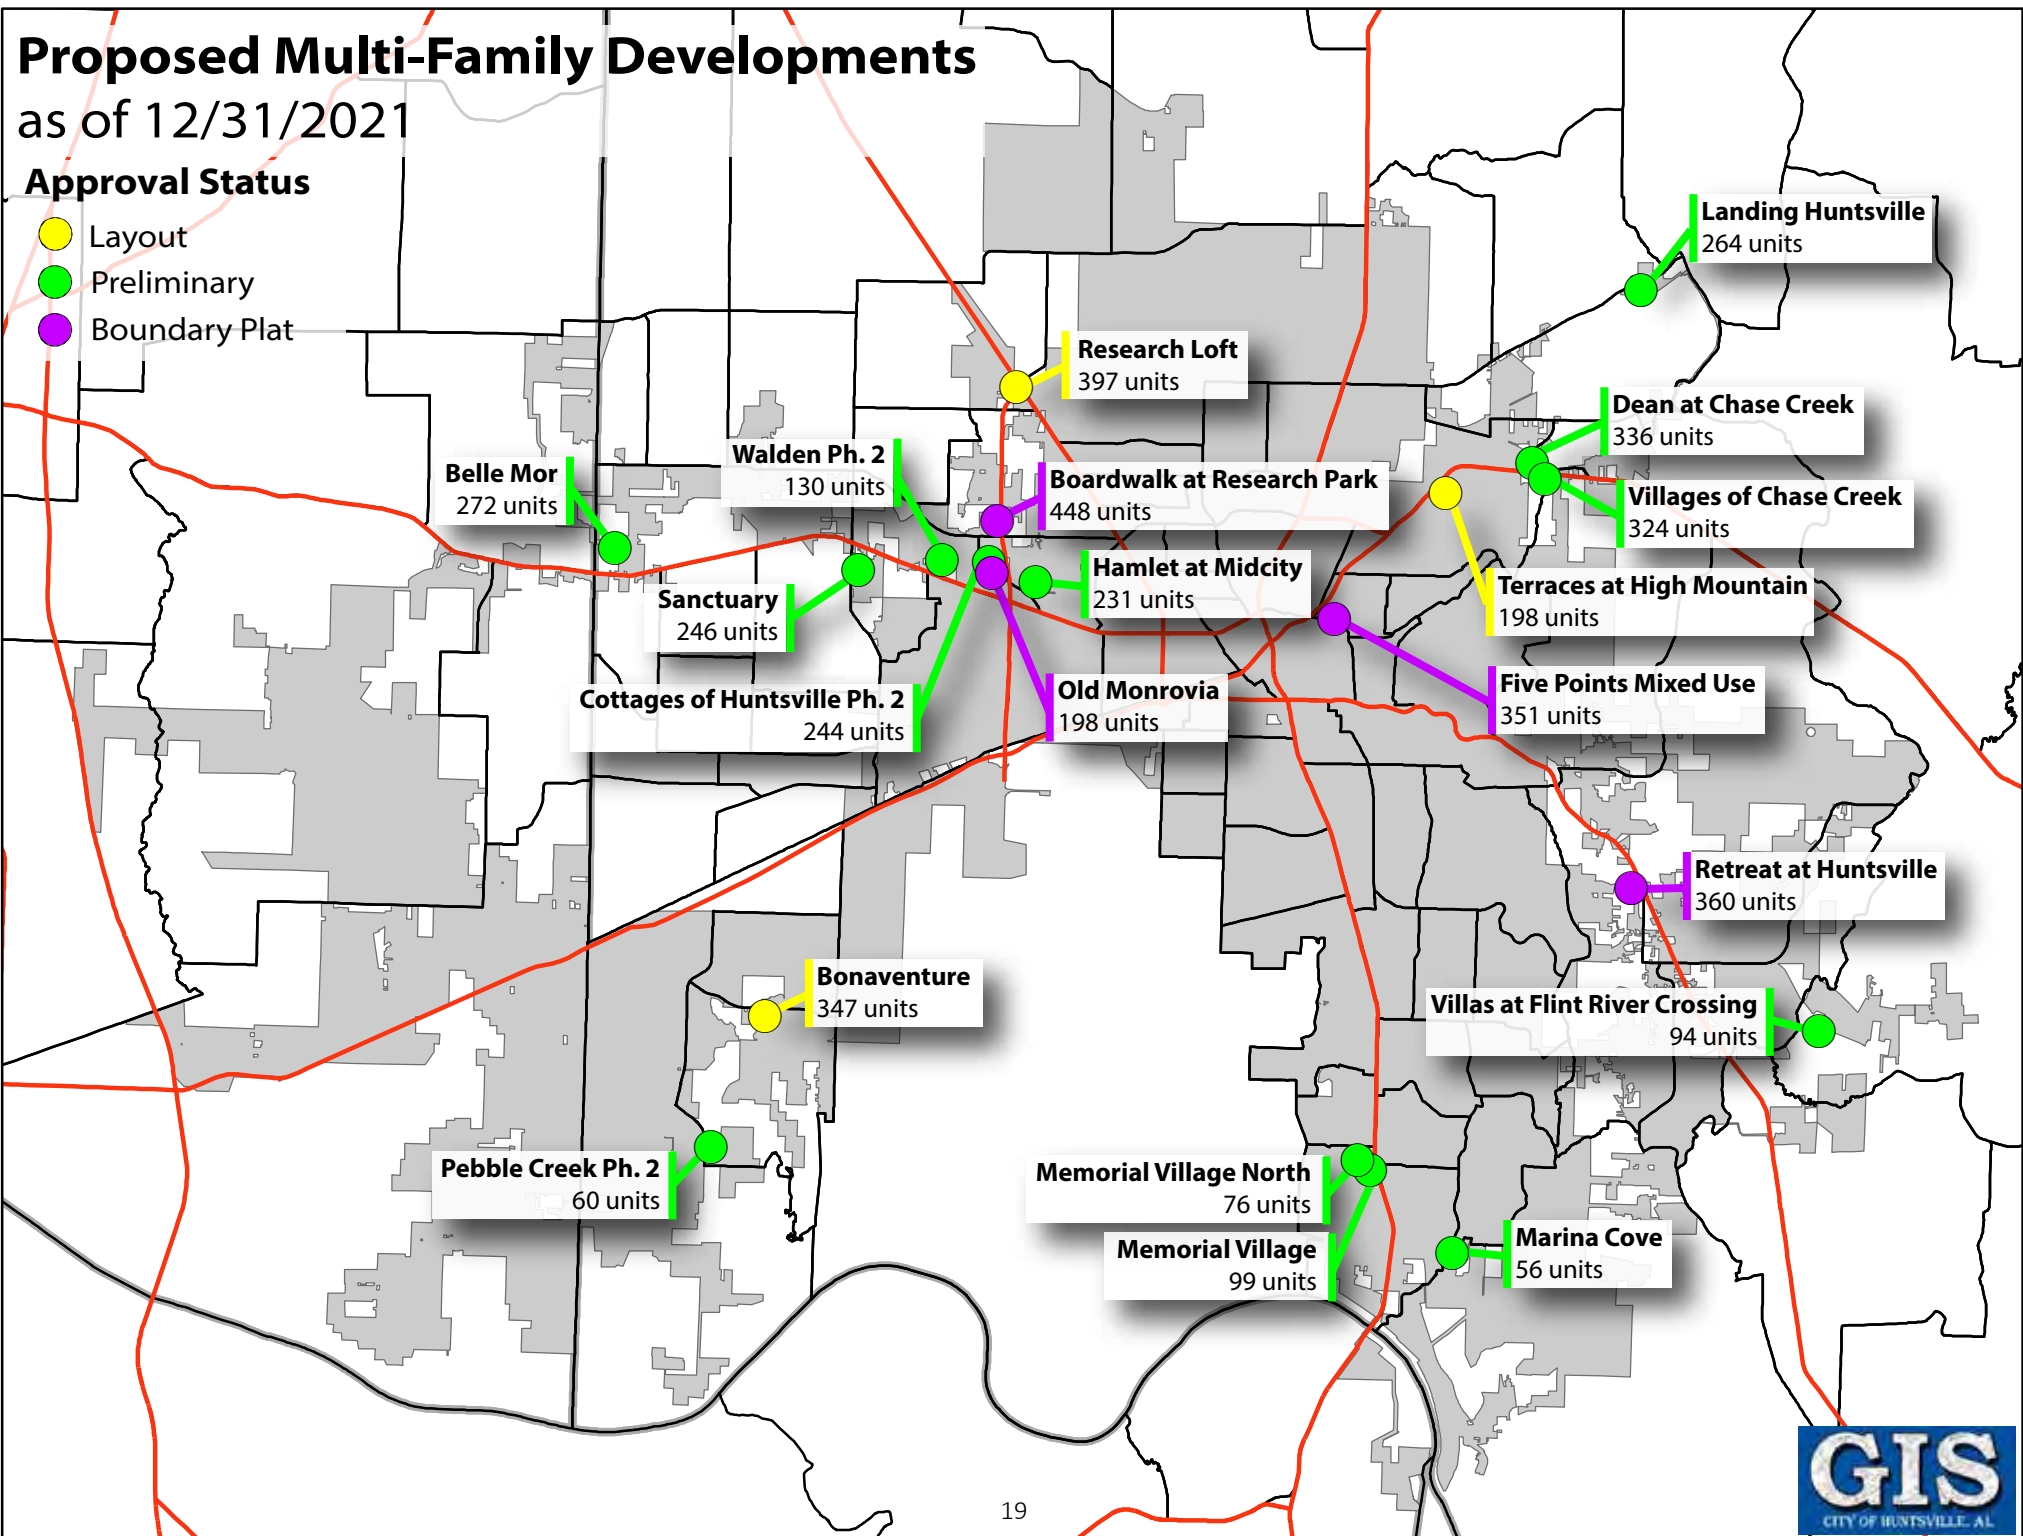 Proposed Multi-Family Developments
as of 12/31/2021
Approval Status
Layout
Preliminary
Boundary Plat
Landing Huntsville
264 units
Research Loft
397 units
Dean at Chase Creek
336 units
Walden Ph. 2
130 units
Belle Mor
272 units
Boardwalk at Research Park
448 units
Villages of Chase Creek
324 units
Hamlet at Midcity
231 units
Terraces at High Mountain
198 units
Sanctuary
246 units
Cottages of Huntsville Ph. 2
244 units
Old Monrovia
198 units
Five Points Mixed Use
351 units
Retreat at Huntsville
360 units
Bonaventure
347 units
Villas at Flint River Crossing
94 units
Pebble Creek Ph. 2
60 units
Memorial Village North
76 units
Memorial Village
99 units
Marina Cove
56 units
19
GIS
CITY OF HUNTSVILLE, AL